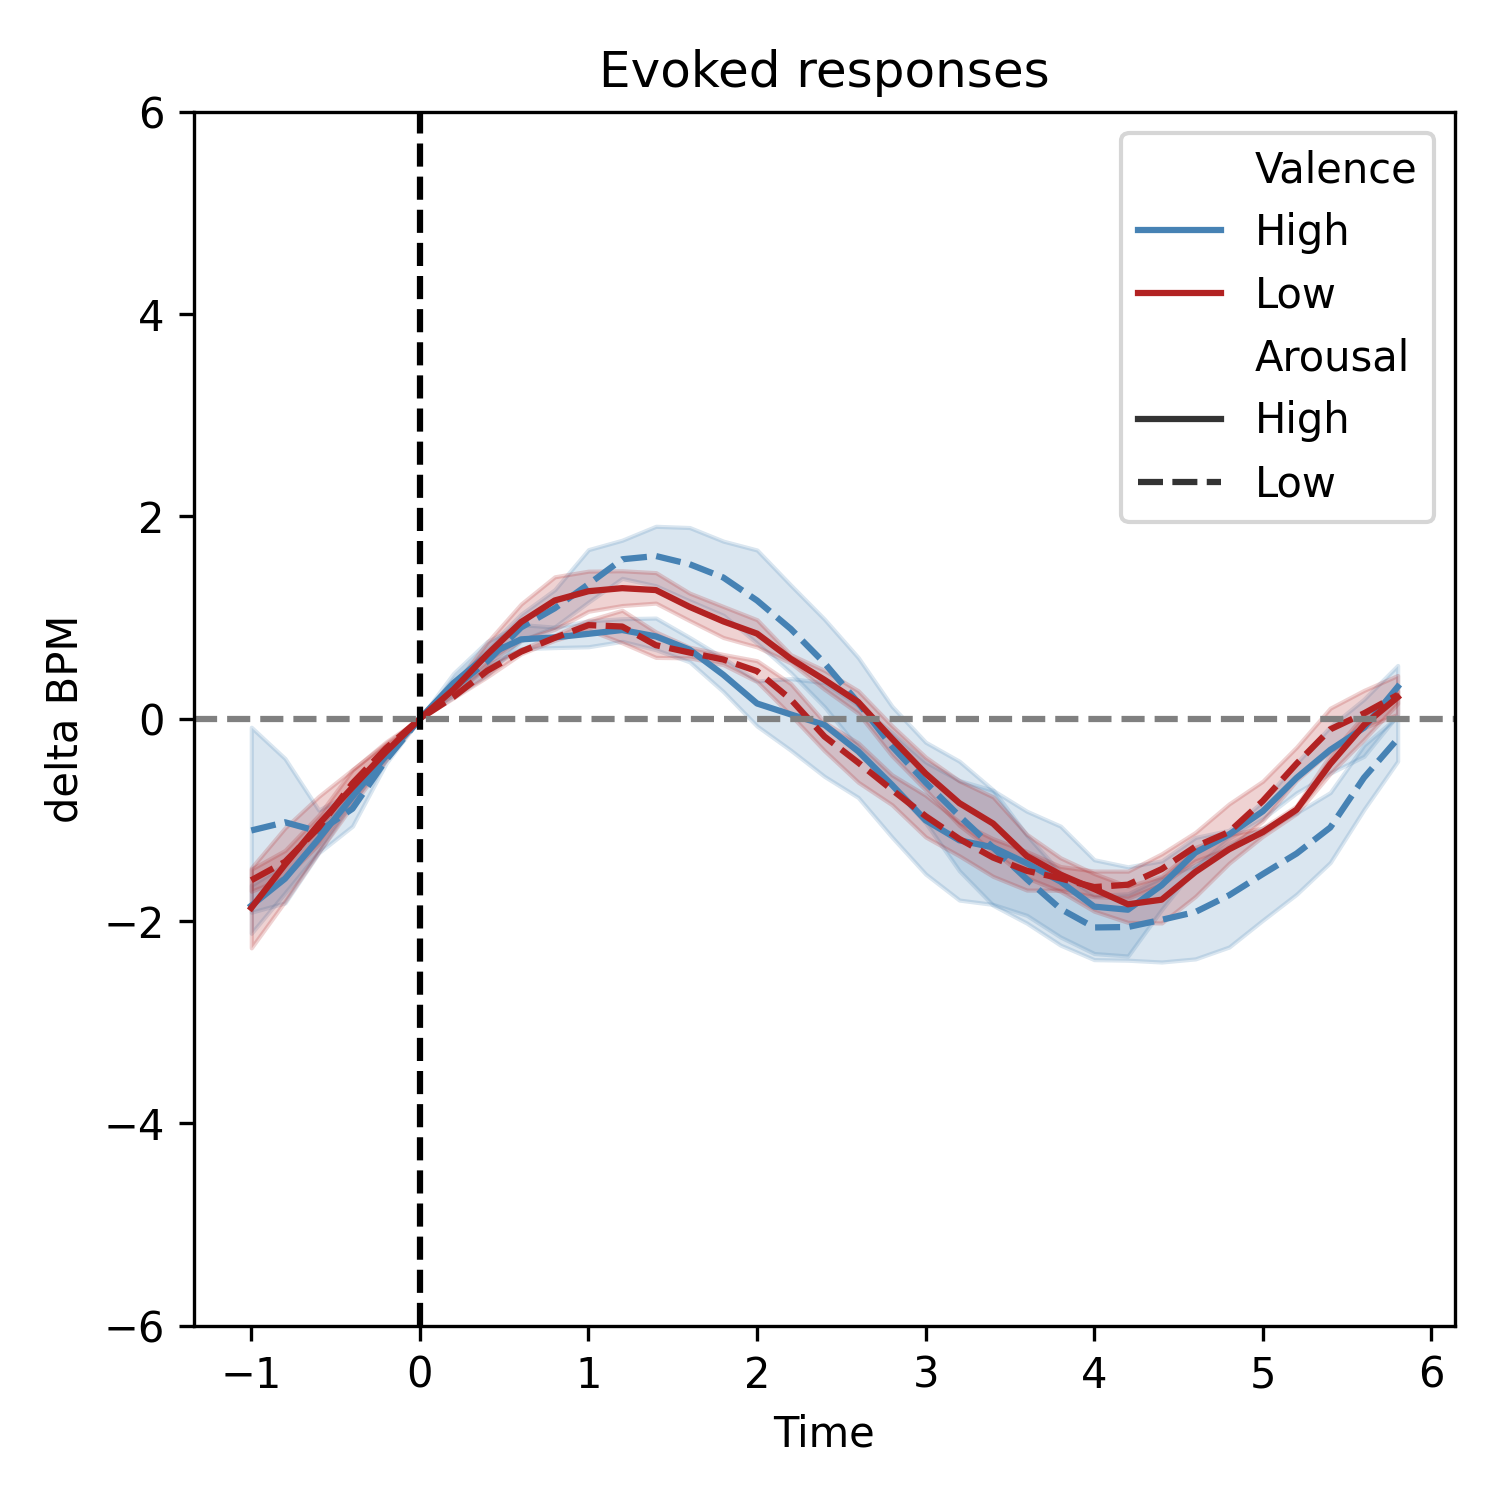 Evoked responses
6
4
2
0
−2
−4
−6
delta BPM
Valence
High
Low
Arousal
High
Low
−1 0 1 2 3 4 5 6
Time